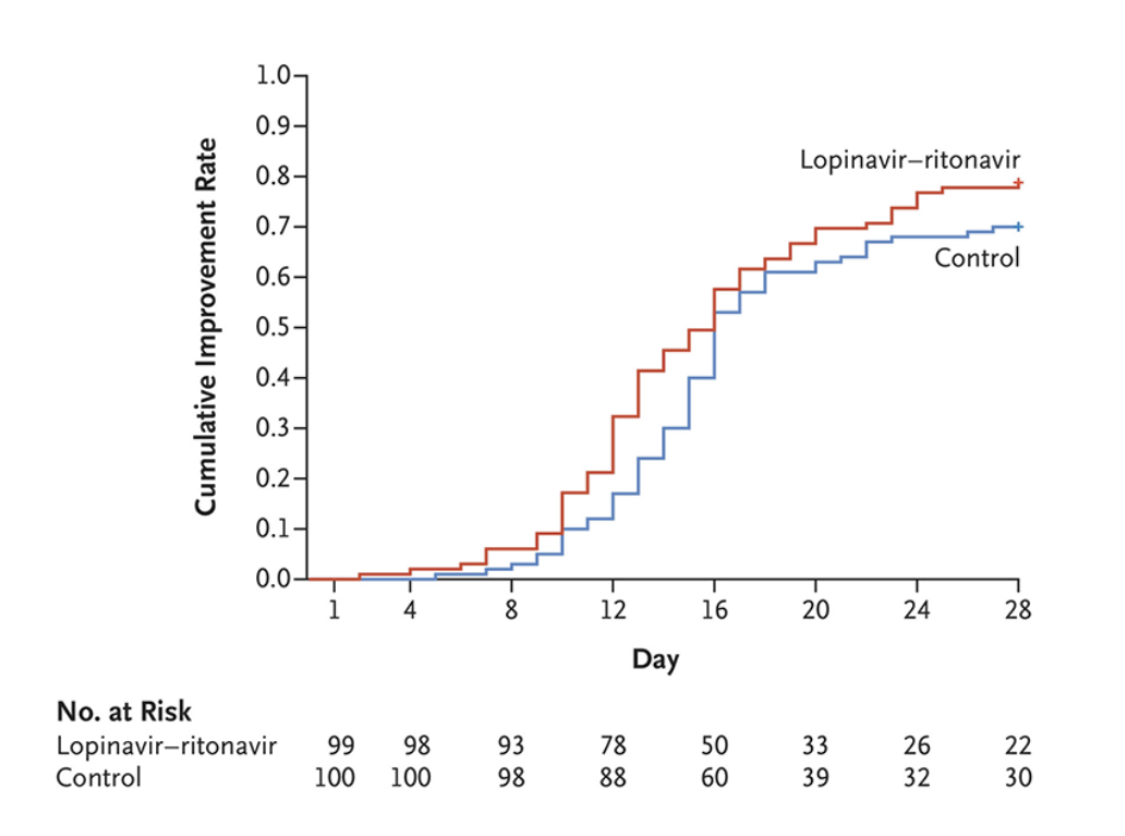 1.0
0.9
0.8
0.7
0.6
0.5
0.4
0.3
0.2
0.1
0.0
Cumulative Improvement Rate
Lopinavir–ritonavir
Control
1 4 8 12 16 20 24 28
Day
No. at Risk
Lopinavir–ritonavir 99 98 93 78 50 33 26 22
Control 100 100 98 88 60 39 32 30